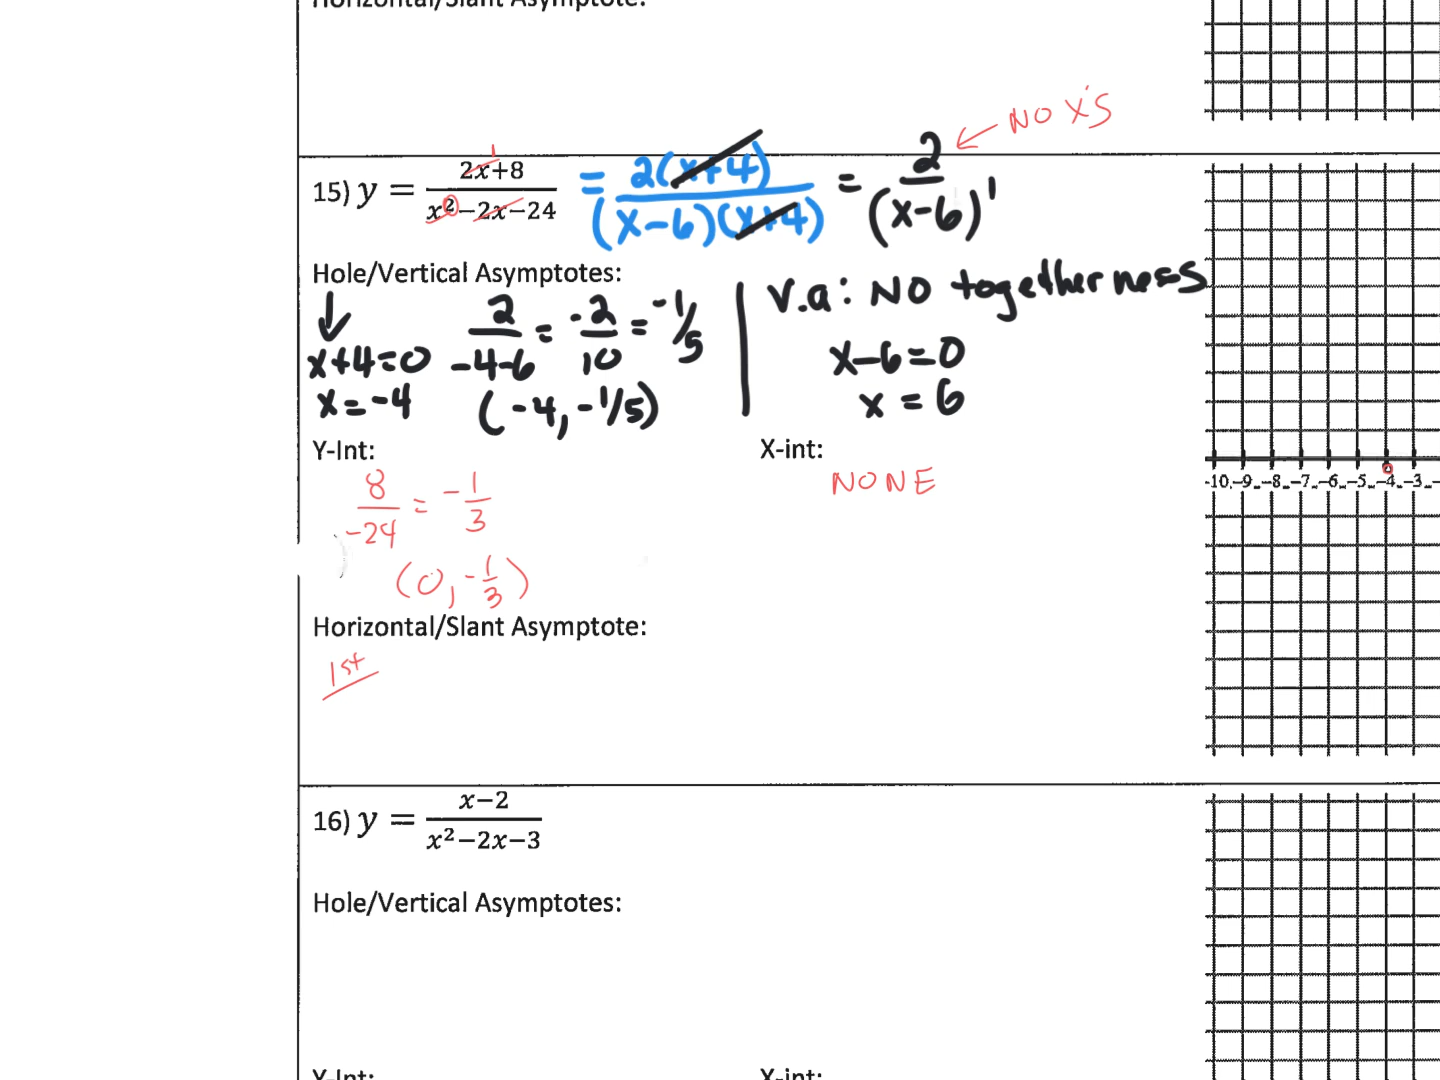 Horizontal/Slant Asymptote:
NO X'S
15) y = 2x+8 / x²−2x−24 = 2(x+4) / (x−6)(x+4) = 2 / (x−6)¹
1
Hole/Vertical Asymptotes:
v.a: NO togetherness
x+4=0
2/-4-6 = -2/10 = -1/5
x−6=0
x=-4
(-4, -1/5)
x = 6
Y-Int:
X-int:
8/-24 = -1/3
NONE
-10 -9 -8 -7 -6 -5 -4 -3
(0, -1/3)
Horizontal/Slant Asymptote:
1st
16) y = x−2 / x²−2x−3
Hole/Vertical Asymptotes:
Y-Int:
X-int: